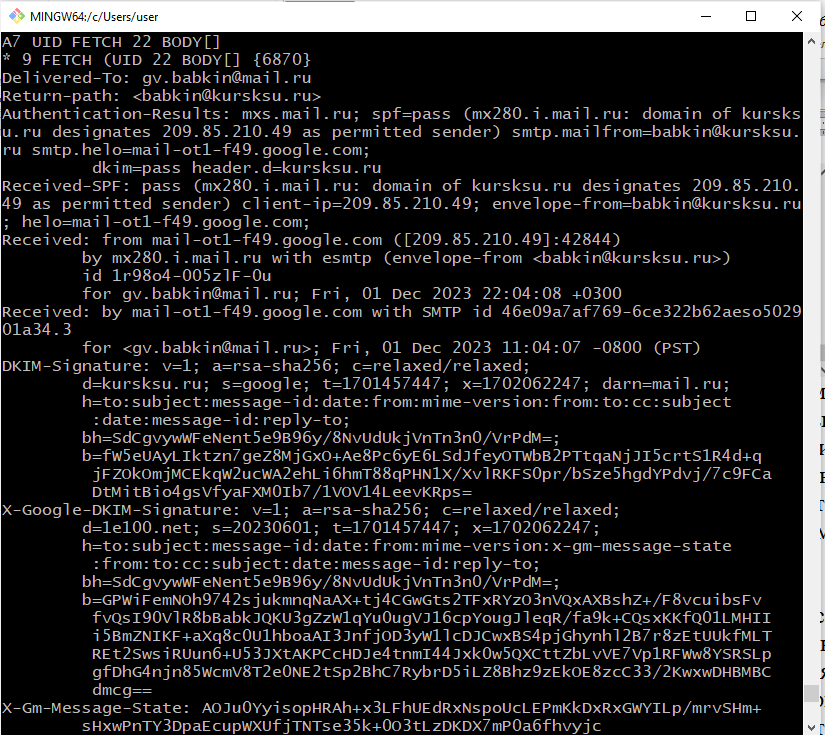 MINGW64:/c/Users/user
A7 UID FETCH 22 BODY[]
* 9 FETCH (UID 22 BODY[] {6870}
Delivered-To: gv.babkin@mail.ru
Return-path: <babkin@kursksu.ru>
Authentication-Results: mxs.mail.ru; spf=pass (mx280.i.mail.ru: domain of kursks
u.ru designates 209.85.210.49 as permitted sender) smtp.mailfrom=babkin@kursksu.
ru smtp.helo=mail-ot1-f49.google.com;
dkim=pass header.d=kursksu.ru
Received-SPF: pass (mx280.i.mail.ru: domain of kursksu.ru designates 209.85.210.
49 as permitted sender) client-ip=209.85.210.49; envelope-from=babkin@kursksu.ru
; helo=mail-ot1-f49.google.com;
Received: from mail-ot1-f49.google.com ([209.85.210.49]:42844)
by mx280.i.mail.ru with esmtp (envelope-from <babkin@kursksu.ru>)
id 1r98o4-005zlF-0u
for gv.babkin@mail.ru; Fri, 01 Dec 2023 22:04:08 +0300
Received: by mail-ot1-f49.google.com with SMTP id 46e09a7af769-6ce322b62aeso5029
01a34.3
for <gv.babkin@mail.ru>; Fri, 01 Dec 2023 11:04:07 -0800 (PST)
DKIM-Signature: v=1; a=rsa-sha256; c=relaxed/relaxed;
d=kursksu.ru; s=google; t=1701457447; x=1702062247; darn=mail.ru;
h=to:subject:message-id:date:from:mime-version:from:to:cc:subject
:date:message-id:reply-to;
bh=SdCgvywWFeNent5e9B96y/8NvUdUkjVnTn3n0/VrPdM=;
b=fW5eUAyLIktzn7geZ8MjGxO+Ae8Pc6yE6LSdJfeyOTWbB2PTtqaNjJI5crtS1R4d+q
jFZOkOmjMCEkqW2ucWA2ehLi6hmT88qPHN1X/XvlRKFS0pr/bSze5hgdYPdvj/7c9FCa
DtMitBio4gsVfyaFXM0Ib7/1VOV14LeevKRps=
X-Google-DKIM-Signature: v=1; a=rsa-sha256; c=relaxed/relaxed;
d=1e100.net; s=20230601; t=1701457447; x=1702062247;
h=to:subject:message-id:date:from:mime-version:x-gm-message-state
:from:to:cc:subject:date:message-id:reply-to;
bh=SdCgvywWFeNent5e9B96y/8NvUdUkjVnTn3n0/VrPdM=;
b=GPWiFemNOh9742sjukmnqNaAX+tj4CGwGts2TFxRYzO3nVQxAXBshZ+/F8vcuibsFv
fvQsI90VlR8bBabkJQKU3gZzW1qYu0ugVJ16cpYougJleqR/fa9k+CQsxKKfQ01LMHII
i5BmZNIKF+aXq8c0U1hboaAI3JnfjOD3yW1lcDJCwxBS4pjGhynhl2B7r8zEtUUkfMLT
REt2SwsiRUun6+U53JXtAKPCcHDJe4tnmI44Jxk0w5QXCttZbLvVE7Vp1RFWw8YSRSLp
gfDhG4njn85WcmV8T2e0NE2tSp2BhC7RybrD5iLZ8Bhz9zEkOE8zcC33/2KwxwDHBMBC
dmcg==
X-Gm-Message-State: AOJu0YyisopHRAh+x3LFhUEdRxNspoUcLEPmKkDxRxGWYILp/mrvSHm+
sHxwPnTY3DpaEcupWXUfjTNTse35k+0O3tLzDKDX7mP0a6fhvyjc